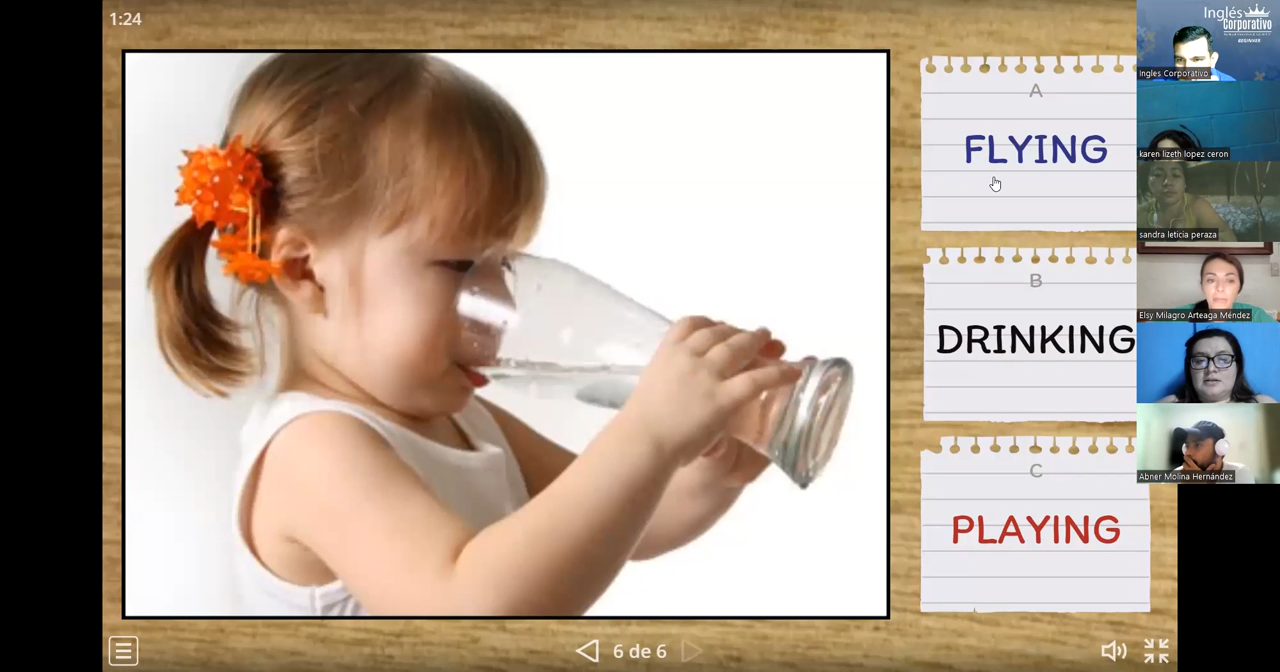 1:24
A
FLYING
B
DRINKING
C
PLAYING
6 de 6
Inglés
Corporativo
BEGINNER
Ingles Corporativo
karen lizeth lopez ceron
sandra leticia peraza
Elsy Milagro Arteaga Méndez
Abner Molina Hernández